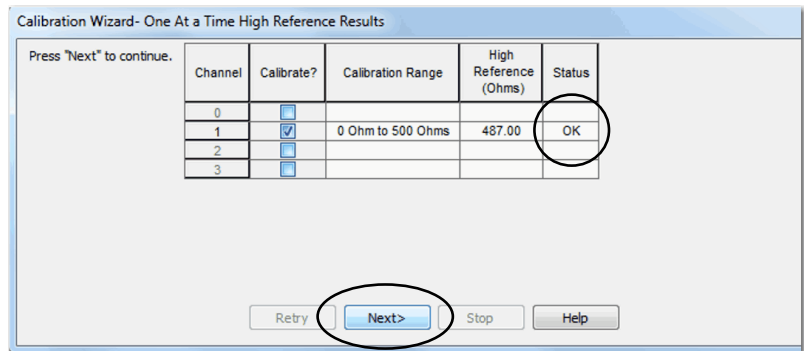 Calibration Wizard- One At a Time High Reference Results
Press "Next" to continue.
Channel Calibrate? Calibration Range High Reference (Ohms) Status
0
1 0 Ohm to 500 Ohms 487.00 OK
2
3
Retry Next> Stop Help